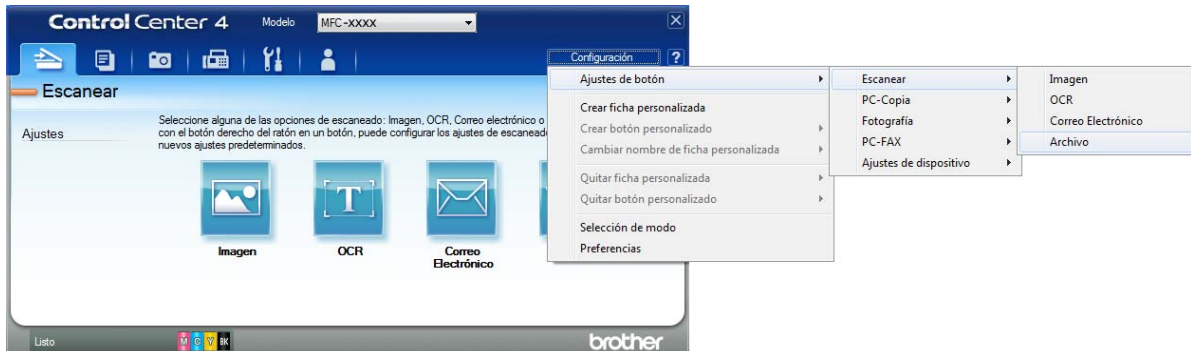 Control Center 4
Modelo
MFC-XXXX
Configuración
?
Escanear
Ajustes
Seleccione alguna de las opciones de escaneado: Imagen, OCR, Correo electrónico o
con el botón derecho del ratón en un botón, puede configurar los ajustes de escaneado
nuevos ajustes predeterminados.
Imagen
OCR
Correo
Electrónico
Ajustes de botón
Crear ficha personalizada
Crear botón personalizado
Cambiar nombre de ficha personalizada
Quitar ficha personalizada
Quitar botón personalizado
Selección de modo
Preferencias
Escanear
PC-Copia
Fotografía
PC-FAX
Ajustes de dispositivo
Imagen
OCR
Correo Electrónico
Archivo
Listo
M C Y BK
brother